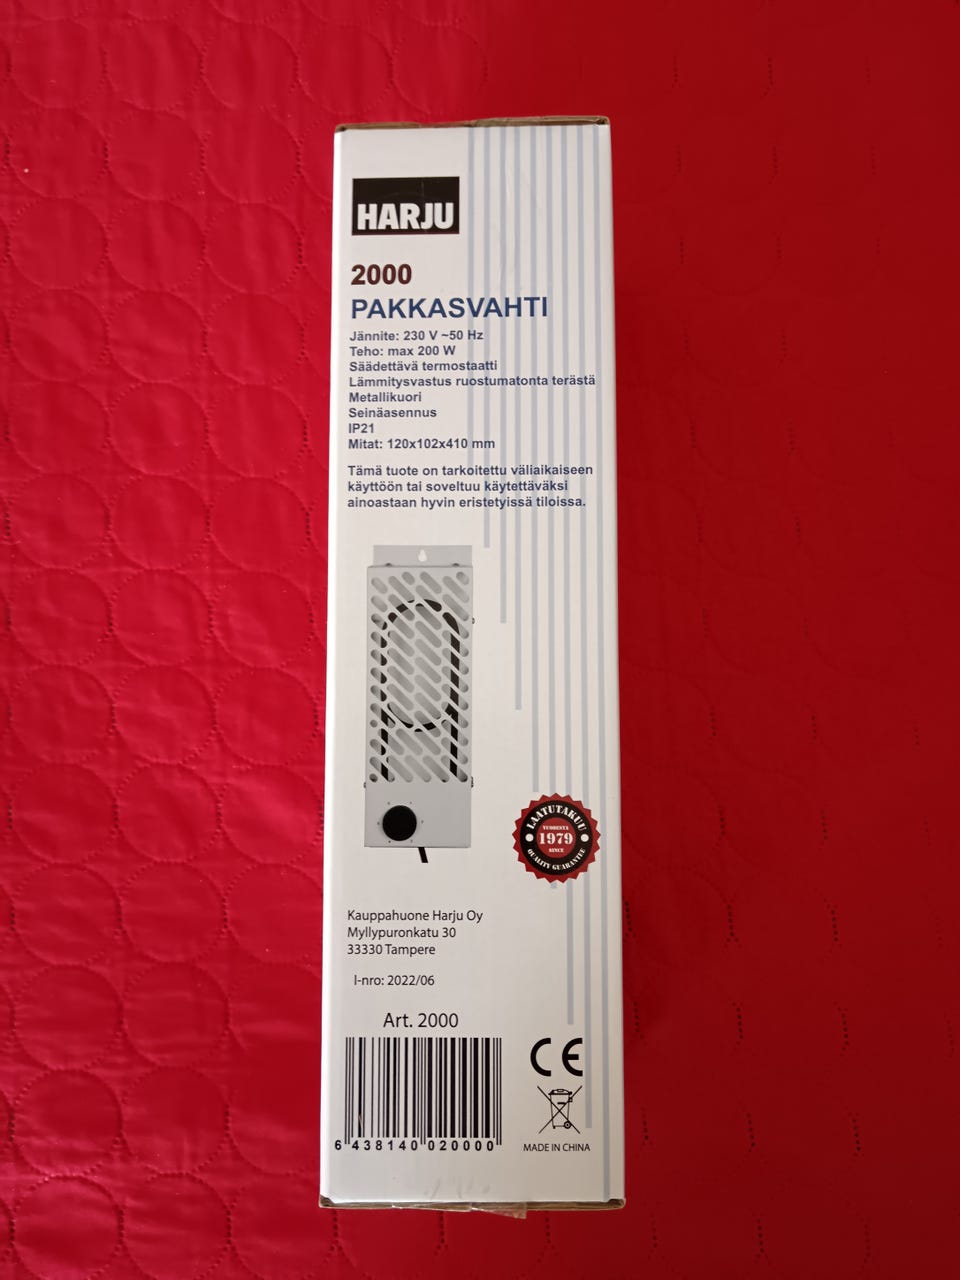 HARJU
2000
PAKKASVAHTI
Jännite: 230 V ~50 Hz
Teho: max 200 W
Säädettävä termostaatti
Lämmitysvastus ruostumatonta terästä
Metallikuori
Seinäasennus
IP21
Mitat: 120x102x410 mm
Tämä tuote on tarkoitettu väliaikaiseen
käyttöön tai soveltuu käytettäväksi
ainoastaan hyvin eristetyissä tiloissa.
LAATUTAKUU
VUODESTA
1979
SINCE
QUALITY GUARANTEE
Kauppahuone Harju Oy
Myllypuronkatu 30
33330 Tampere
I-nro: 2022/06
Art. 2000
CE
6 438140 020000
MADE IN CHINA